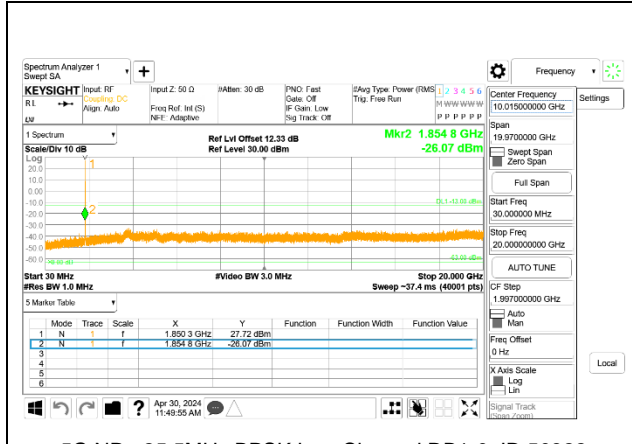 Spectrum Analyzer 1
Swept SA
+
Frequency
Settings
KEYSIGHT
RL
Input: RF
Coupling: DC
Align: Auto
Input Z: 50 Ω
Freq Ref: Int (S)
NFE: Adaptive
#Atten: 30 dB
PNO: Fast
Gate: Off
IF Gain: Low
Sig Track: Off
#Avg Type: Power (RMS
Trig: Free Run
1 2 3 4 5 6
M W W W W W
P P P P P P
Center Frequency
10.015000000 GHz
Span
19.9700000 GHz
Swept Span
Zero Span
Full Span
Start Freq
30.000000 MHz
Stop Freq
20.000000000 GHz
AUTO TUNE
CF Step
1.997000000 GHz
Auto
Man
Freq Offset
0 Hz
X Axis Scale
Log
Lin
Signal Track
(Span Zoom)
Local
1 Spectrum
Scale/Div 10 dB
Ref Lvl Offset 12.33 dB
Ref Level 30.00 dBm
Mkr2 1.854 8 GHz
-26.07 dBm
Log
20.0
10.0
0.00
-10.0
-20.0
-30.0
-40.0
-50.0
-60.0
1
2
DL1 -13.00 dBm
Start 30 MHz
#Res BW 1.0 MHz
#Video BW 3.0 MHz
Stop 20.000 GHz
Sweep ~37.4 ms (40001 pts)
5 Marker Table
Mode Trace Scale X Y Function Function Width Function Value
1 N 1 f 1.850 3 GHz 27.72 dBm
2 N 1 f 1.854 8 GHz -26.07 dBm
3
4
5
6
?
Apr 30, 2024
11:49:55 AM